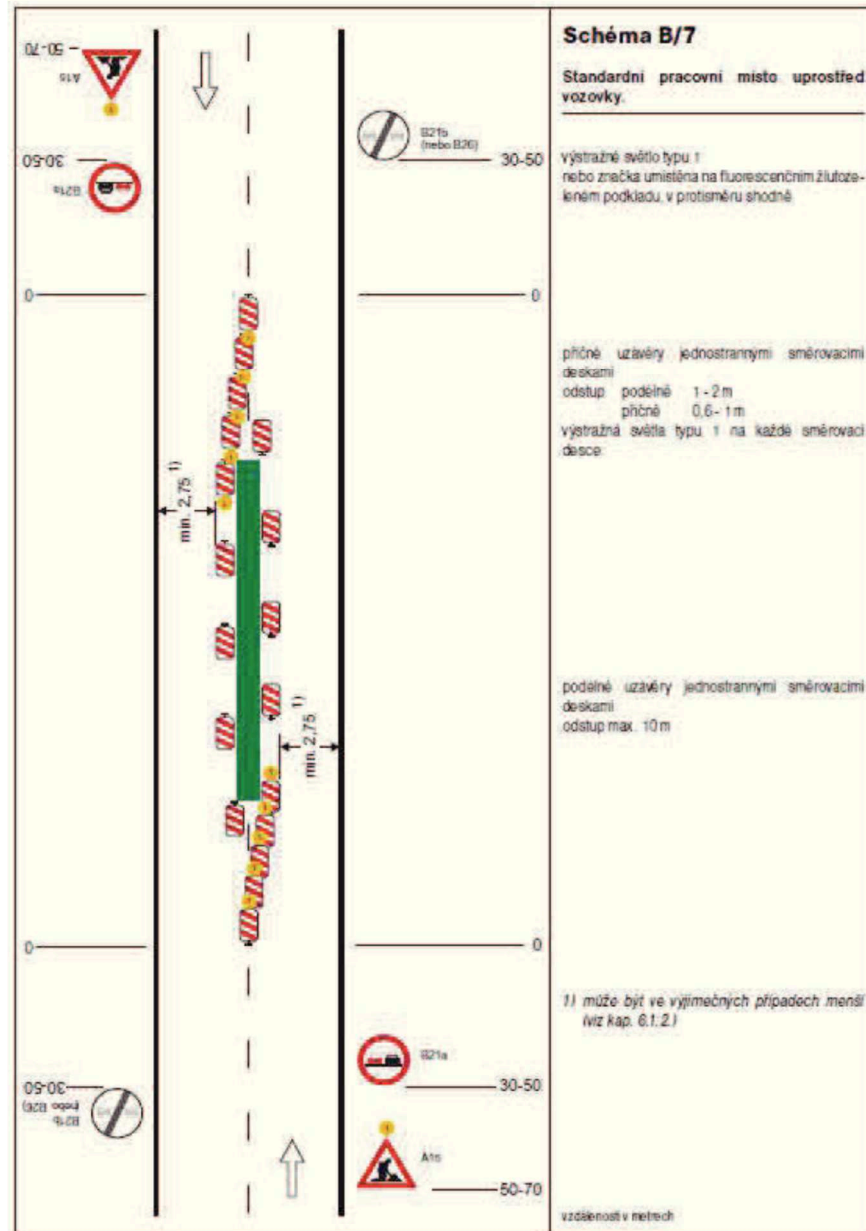 Schéma B/7
Standardní pracovní místo uprostřed
vozovky.
výstražné světlo typu 1
nebo značka umístěna na fluorescenčním žlutoze-
leném podkladu, v protisměru shodně
příčné uzávěry jednostrannými směrovacími
deskami
odstup podélně 1 - 2 m
příčně 0,6 - 1 m
výstražná světla typu 1 na každé směrovací
desce
podélné uzávěry jednostrannými směrovacími
deskami
odstup max. 10 m
1) může být ve výjimečných případech menší
(viz kap. 6.1.2.)
vzdálenosti v metrech
50-70
A15
30-50
B21a
0
min. 2,75 1)
0
30-50
B21b
(nebo B26)
B21b
(nebo B26)
30-50
0
min. 2,75 1)
0
B21a
30-50
A15
50-70